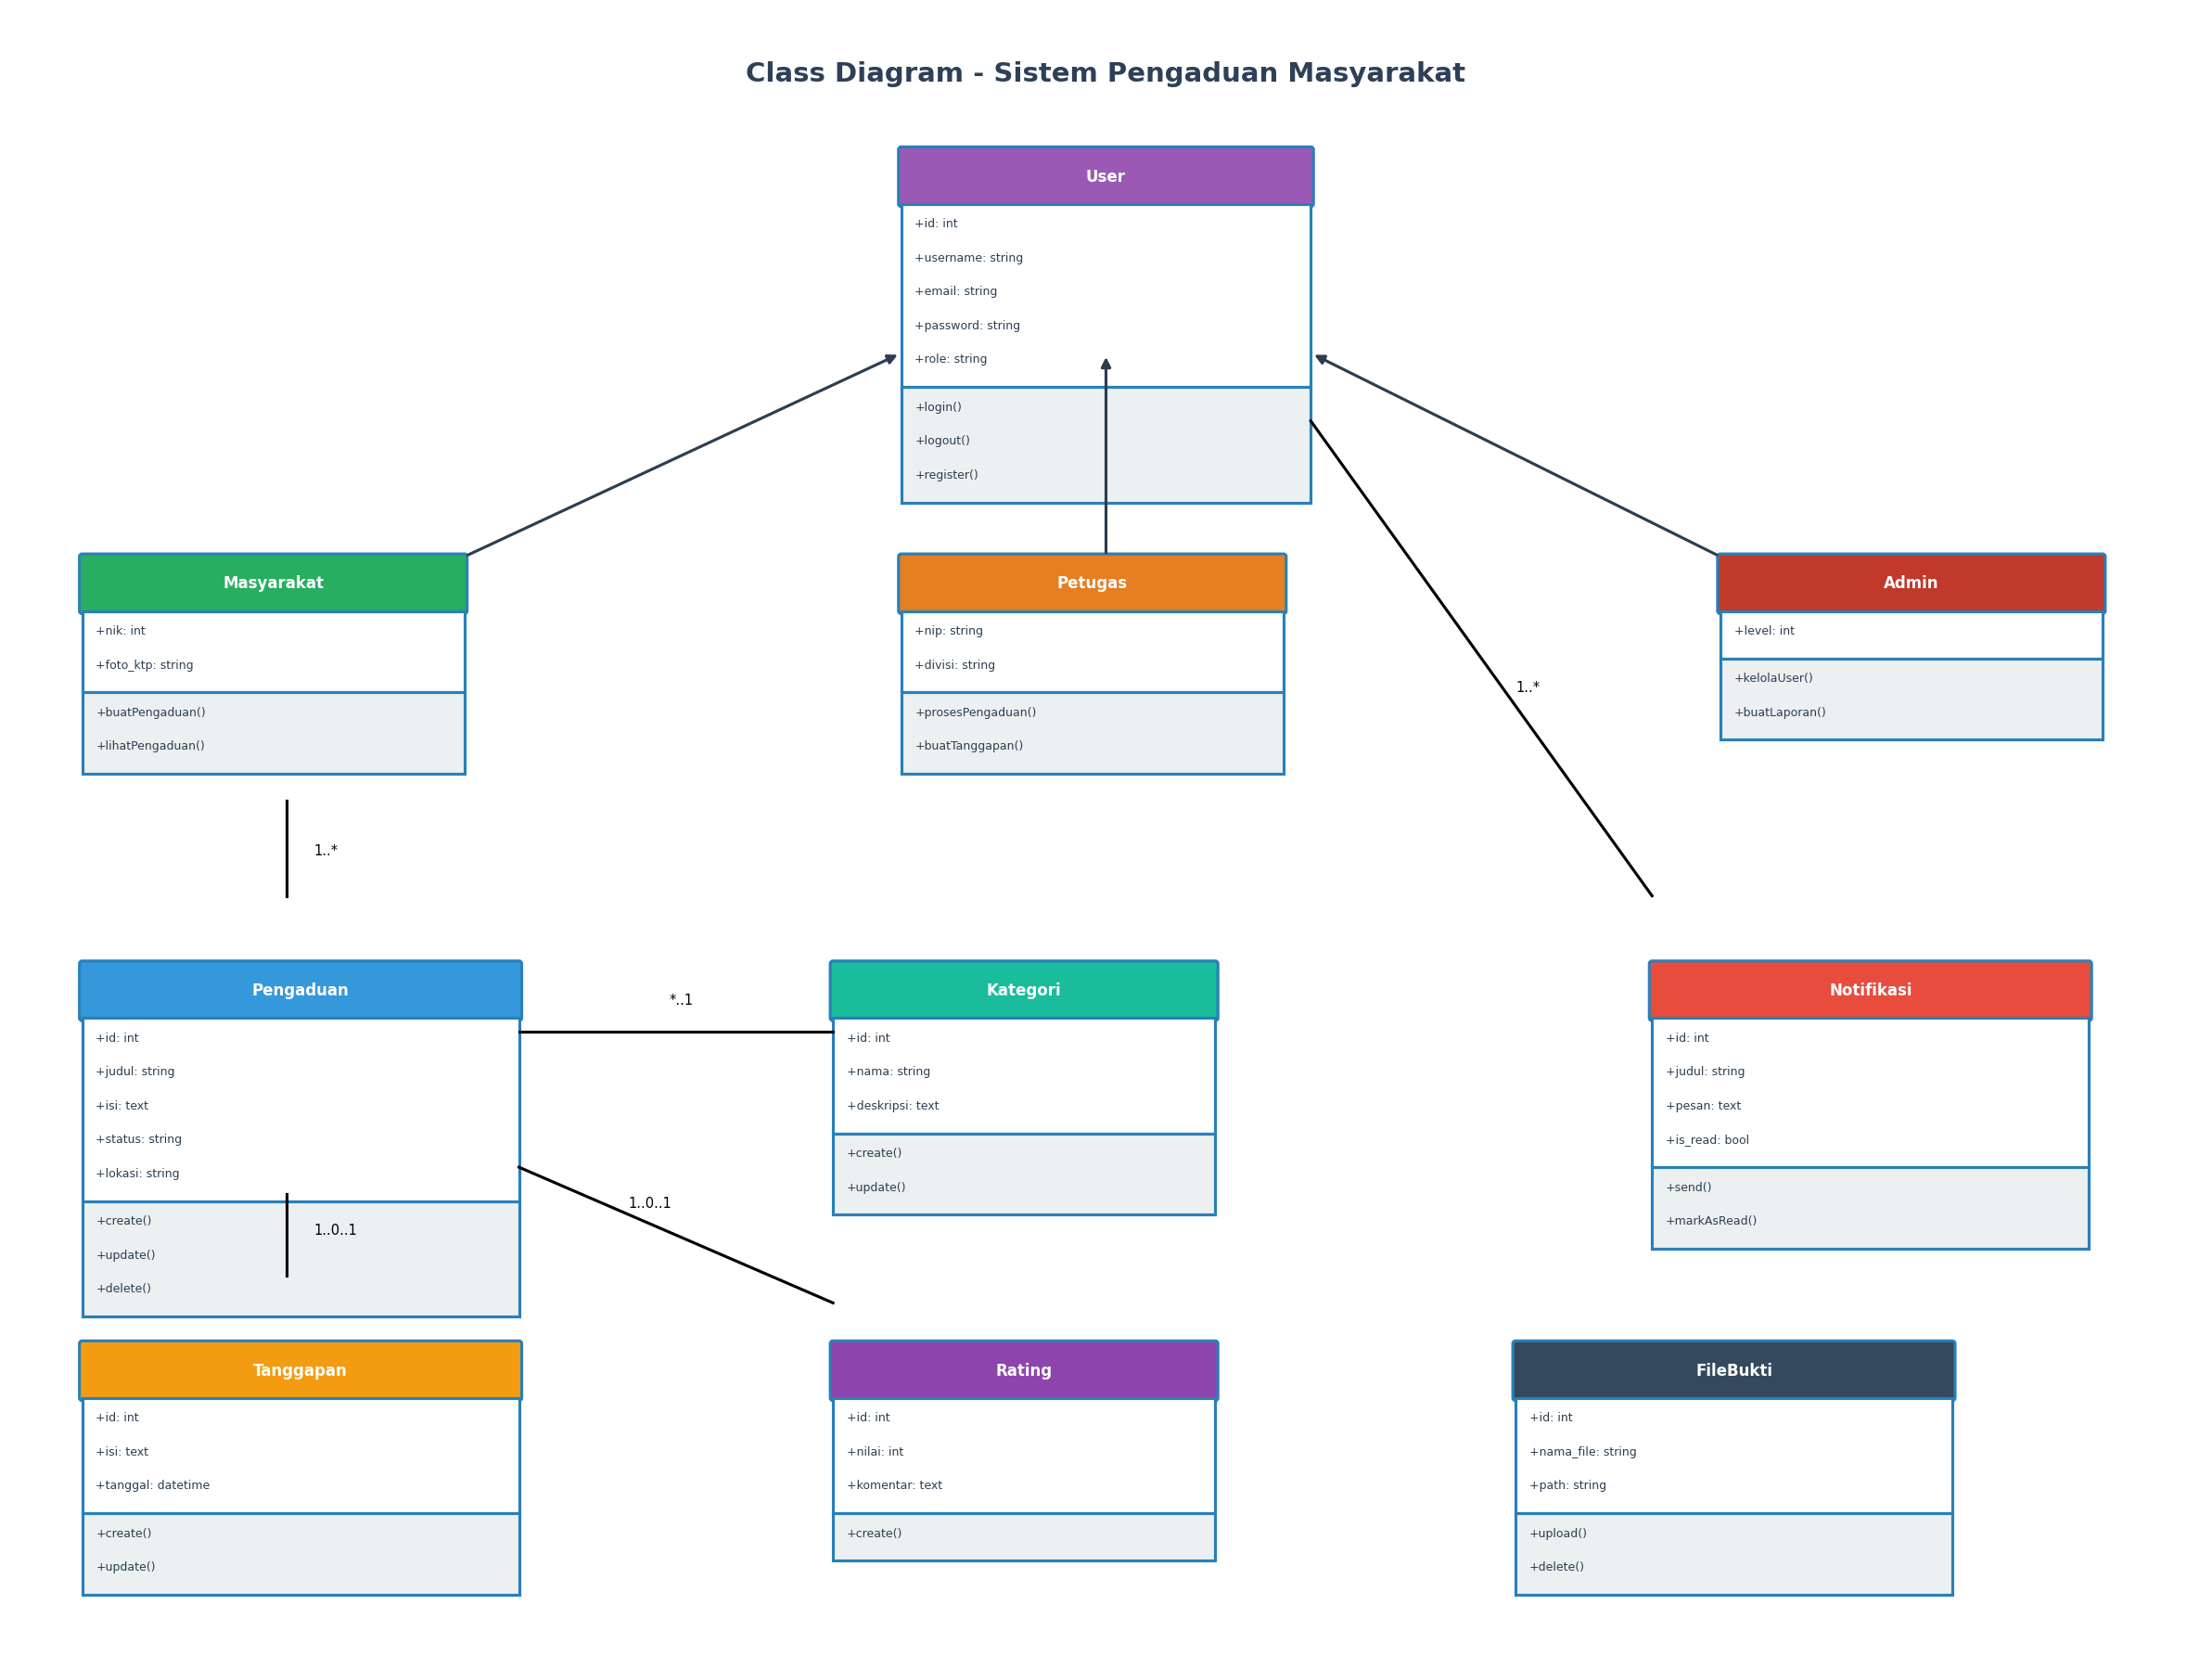 Class Diagram - Sistem Pengaduan Masyarakat
User
+id: int
+username: string
+email: string
+password: string
+role: string
+login()
+logout()
+register()
Masyarakat
+nik: int
+foto_ktp: string
+buatPengaduan()
+lihatPengaduan()
Petugas
+nip: string
+divisi: string
+prosesPengaduan()
+buatTanggapan()
Admin
+level: int
+kelolaUser()
+buatLaporan()
1..*
1..*
Pengaduan
+id: int
+judul: string
+isi: text
+status: string
+lokasi: string
+create()
+update()
+delete()
1..0..1
*..1
1..0..1
Kategori
+id: int
+nama: string
+deskripsi: text
+create()
+update()
Notifikasi
+id: int
+judul: string
+pesan: text
+is_read: bool
+send()
+markAsRead()
Tanggapan
+id: int
+isi: text
+tanggal: datetime
+create()
+update()
Rating
+id: int
+nilai: int
+komentar: text
+create()
FileBukti
+id: int
+nama_file: string
+path: string
+upload()
+delete()